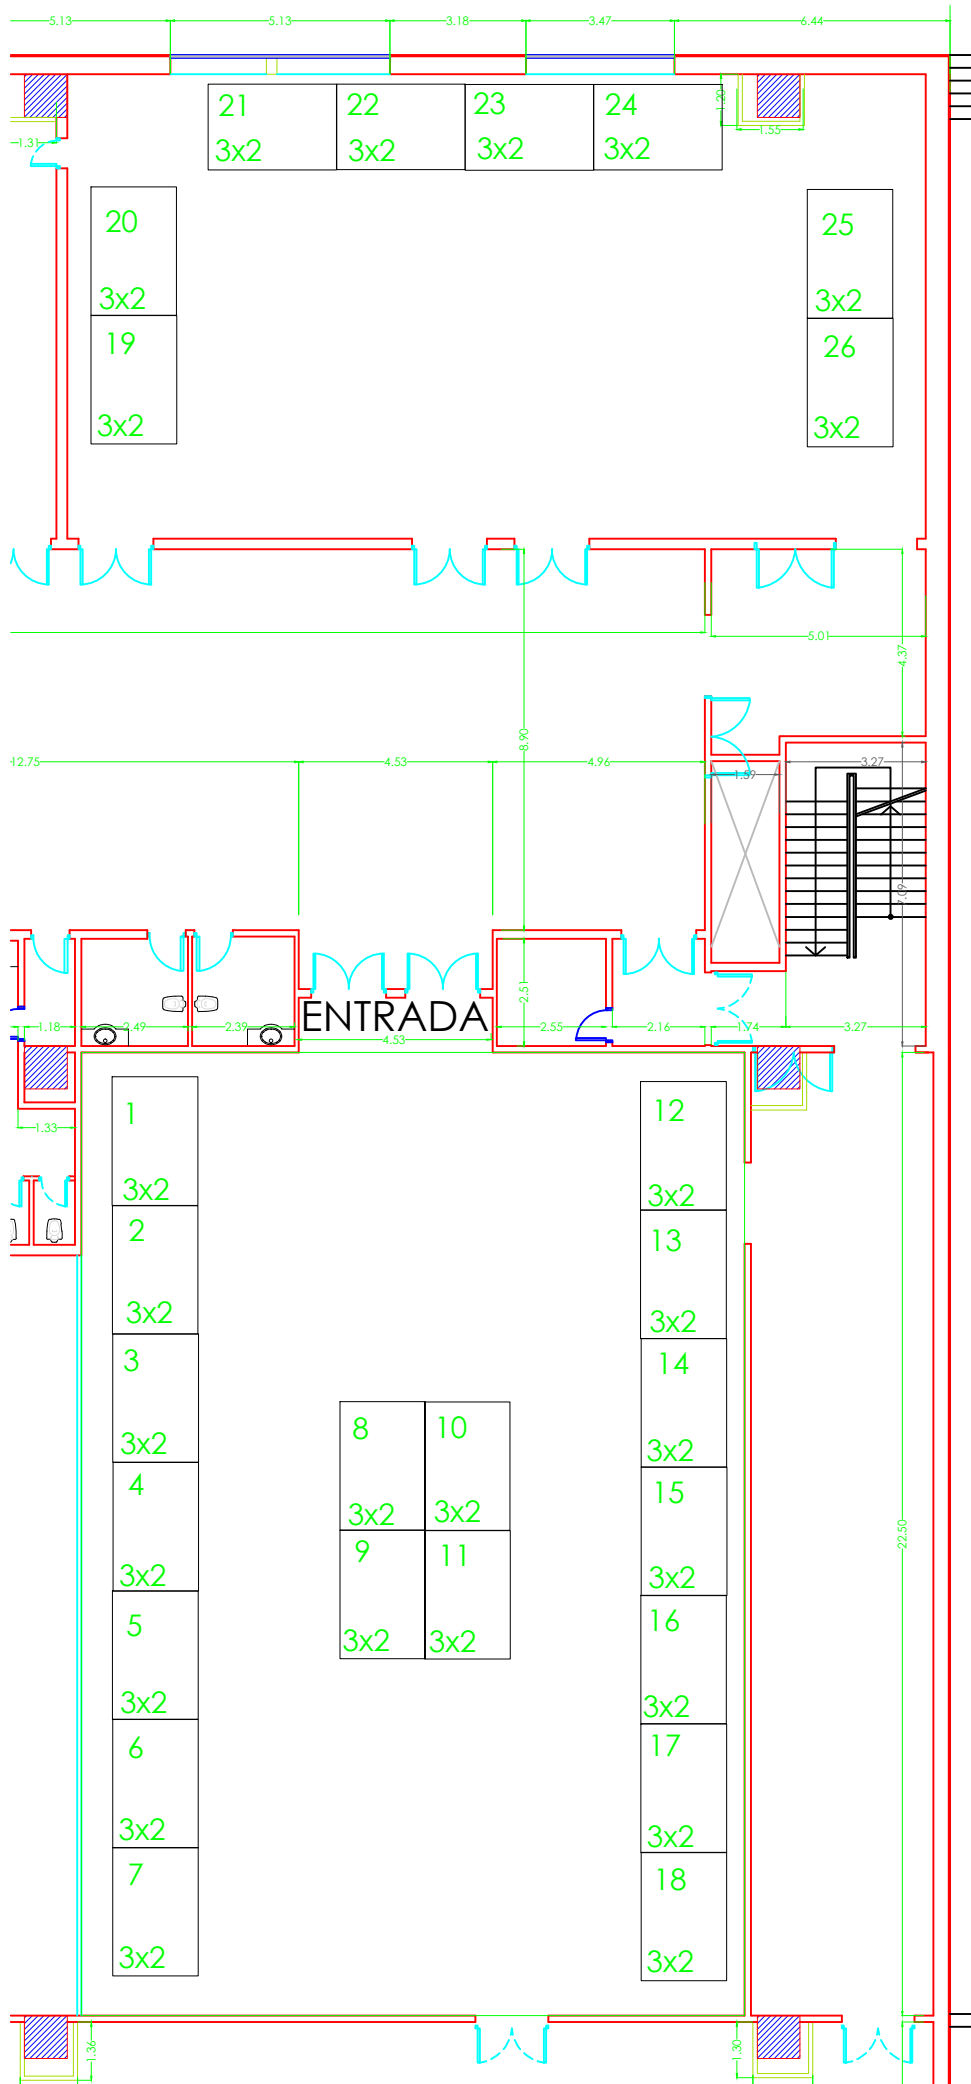 5.13
5.13
3.18
3.47
6.44
21
22
23
24
3x2
3x2
3x2
3x2
1.20
1.55
1.31
20
3x2
19
3x2
25
3x2
26
3x2
5.01
4.37
8.90
12.75
4.53
4.96
1.59
3.27
7.09
2.51
ENTRADA
1.18
2.49
2.39
4.53
2.55
2.16
1.74
3.27
1.33
1
3x2
2
3x2
3
3x2
4
3x2
5
3x2
6
3x2
7
3x2
8
3x2
10
3x2
9
3x2
11
3x2
12
3x2
13
3x2
14
3x2
15
3x2
16
3x2
17
3x2
18
3x2
22.50
1.36
1.30